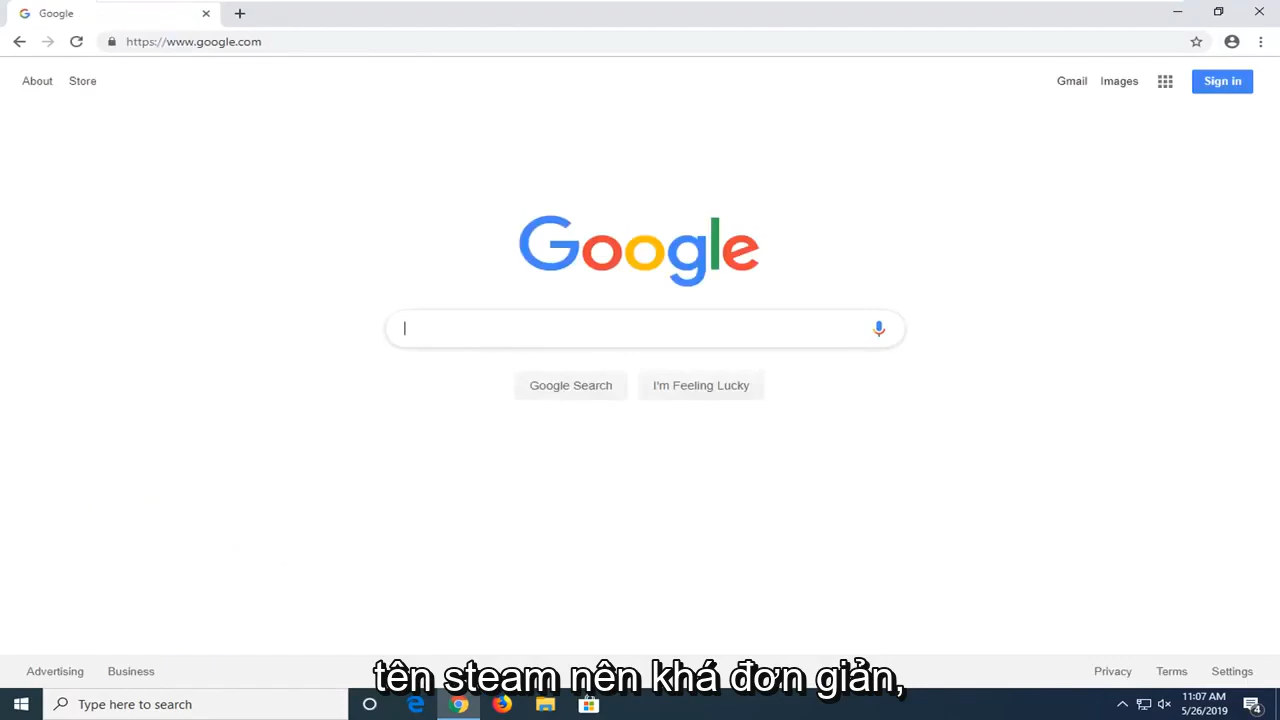 Google
https://www.google.com
About Store
Gmail Images Sign in
Google
Google Search I'm Feeling Lucky
Advertising Business
Privacy Terms Settings
tên steam nên khá đơn giản,
Type here to search
11:07 AM
5/26/2019
4